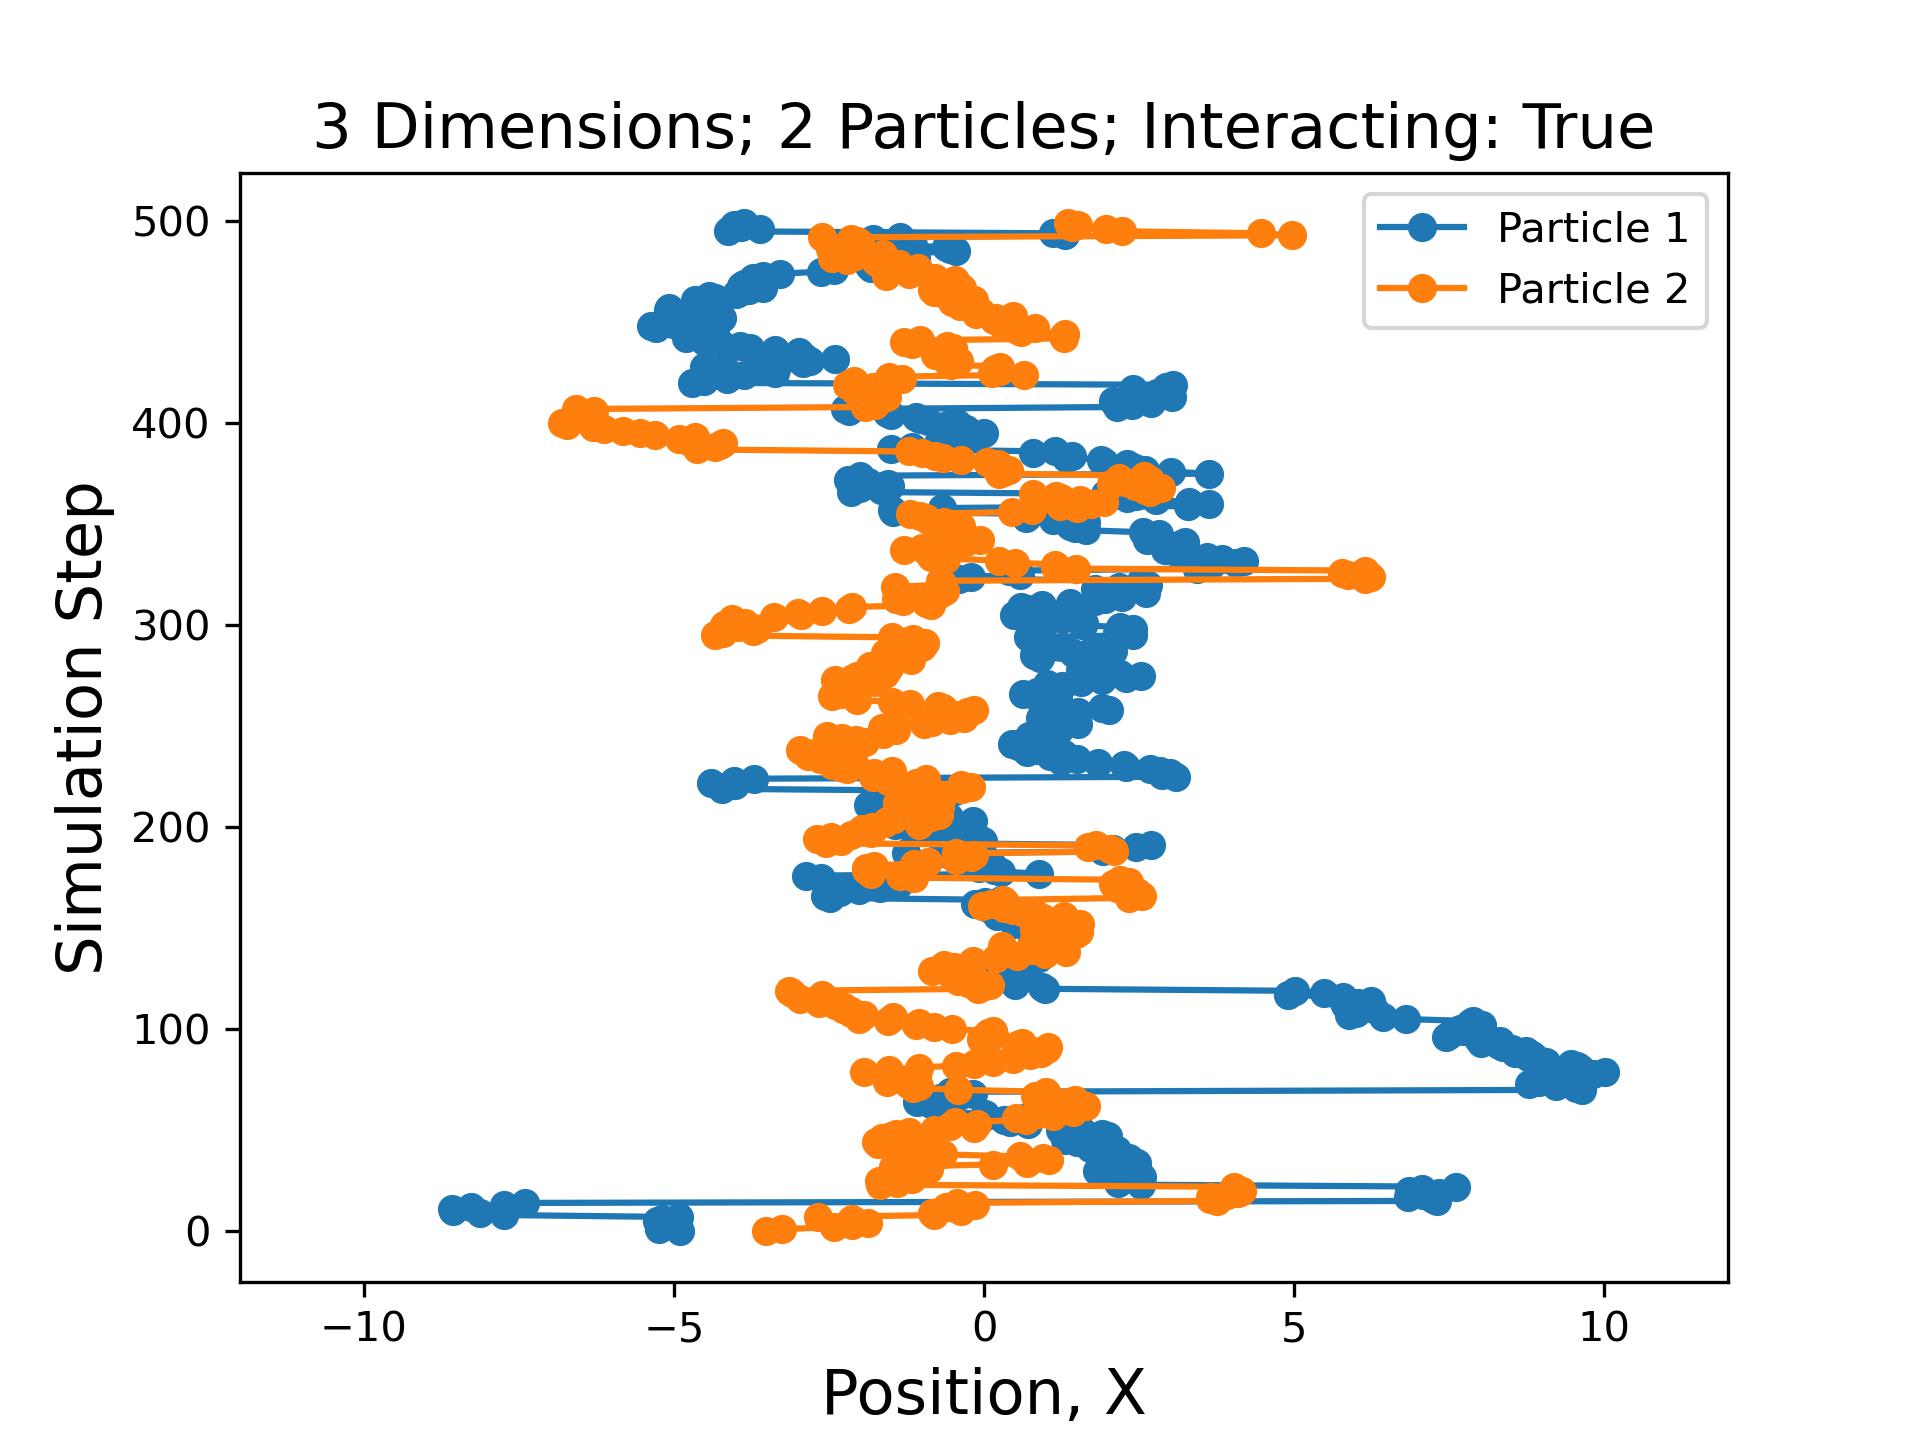 3 Dimensions; 2 Particles; Interacting: True
Particle 1
Particle 2
500
400
300
200
100
0
Simulation Step
−10
−5
0
5
10
Position, X